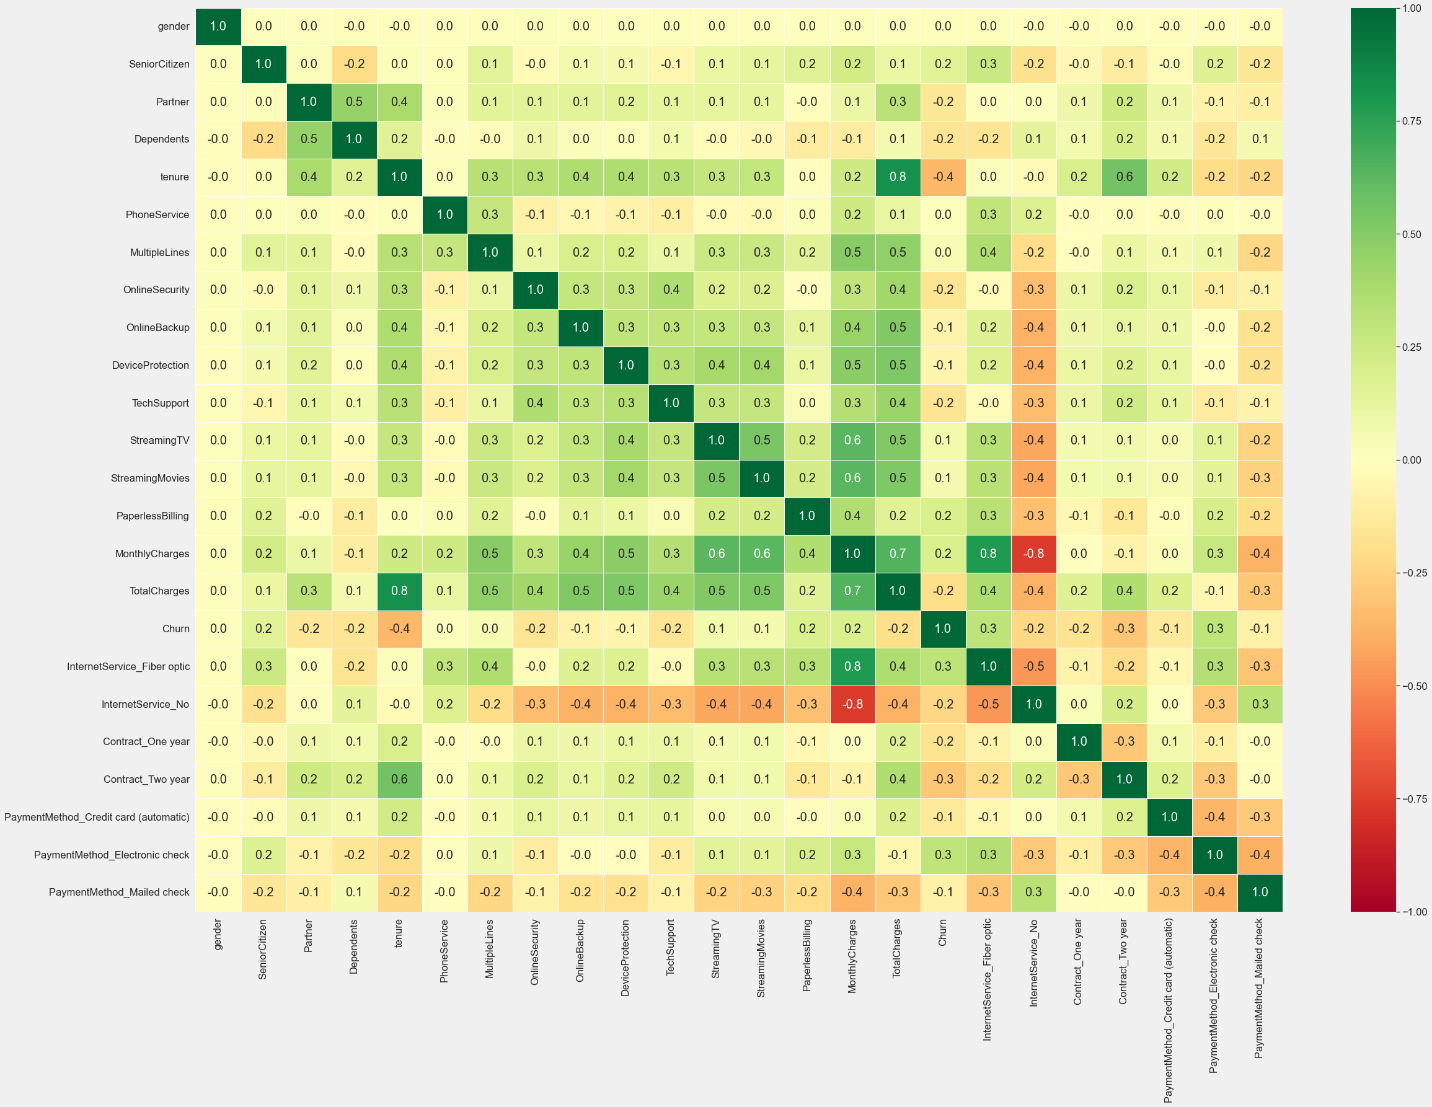 gender 1.0 0.0 0.0 -0.0 -0.0 0.0 0.0 0.0 0.0 0.0 0.0 0.0 0.0 0.0 0.0 0.0 0.0 0.0 -0.0 -0.0 0.0 -0.0 -0.0 -0.0
SeniorCitizen 0.0 1.0 0.0 -0.2 0.0 0.0 0.1 -0.0 0.1 0.1 -0.1 0.1 0.1 0.2 0.2 0.1 0.2 0.3 -0.2 -0.0 -0.1 -0.0 0.2 -0.2
Partner 0.0 0.0 1.0 0.5 0.4 0.0 0.1 0.1 0.1 0.2 0.1 0.1 0.1 -0.0 0.1 0.3 -0.2 0.0 0.0 0.1 0.2 0.1 -0.1 -0.1
Dependents -0.0 -0.2 0.5 1.0 0.2 -0.0 -0.0 0.1 0.0 0.0 0.1 -0.0 -0.0 -0.1 -0.1 0.1 -0.2 -0.2 0.1 0.1 0.2 0.1 -0.2 0.1
tenure -0.0 0.0 0.4 0.2 1.0 0.0 0.3 0.3 0.4 0.4 0.3 0.3 0.3 0.0 0.2 0.8 -0.4 0.0 -0.0 0.2 0.6 0.2 -0.2 -0.2
PhoneService 0.0 0.0 0.0 -0.0 0.0 1.0 0.3 -0.1 -0.1 -0.1 -0.1 -0.0 -0.0 0.0 0.2 0.1 0.0 0.3 0.2 -0.0 0.0 -0.0 0.0 -0.0
MultipleLines 0.0 0.1 0.1 -0.0 0.3 0.3 1.0 0.1 0.2 0.2 0.1 0.3 0.3 0.2 0.5 0.5 0.0 0.4 -0.2 -0.0 0.1 0.1 0.1 -0.2
OnlineSecurity 0.0 -0.0 0.1 0.1 0.3 -0.1 0.1 1.0 0.3 0.3 0.4 0.2 0.2 -0.0 0.3 0.4 -0.2 -0.0 -0.3 0.1 0.2 0.1 -0.1 -0.1
OnlineBackup 0.0 0.1 0.1 0.0 0.4 -0.1 0.2 0.3 1.0 0.3 0.3 0.3 0.3 0.1 0.4 0.5 -0.1 0.2 -0.4 0.1 0.1 0.1 -0.0 -0.2
DeviceProtection 0.0 0.1 0.2 0.0 0.4 -0.1 0.2 0.3 0.3 1.0 0.3 0.4 0.4 0.1 0.5 0.5 -0.1 0.2 -0.4 0.1 0.2 0.1 -0.0 -0.2
TechSupport 0.0 -0.1 0.1 0.1 0.3 -0.1 0.1 0.4 0.3 0.3 1.0 0.3 0.3 0.0 0.3 0.4 -0.2 -0.0 -0.3 0.1 0.2 0.1 -0.1 -0.1
StreamingTV 0.0 0.1 0.1 -0.0 0.3 -0.0 0.3 0.2 0.3 0.4 0.3 1.0 0.5 0.2 0.6 0.5 0.1 0.3 -0.4 0.1 0.1 0.0 0.1 -0.2
StreamingMovies 0.0 0.1 0.1 -0.0 0.3 -0.0 0.3 0.2 0.3 0.4 0.3 0.5 1.0 0.2 0.6 0.5 0.1 0.3 -0.4 0.1 0.1 0.0 0.1 -0.3
PaperlessBilling 0.0 0.2 -0.0 -0.1 0.0 0.0 0.2 -0.0 0.1 0.1 0.0 0.2 0.2 1.0 0.4 0.2 0.2 0.3 -0.3 -0.1 -0.1 -0.0 0.2 -0.2
MonthlyCharges 0.0 0.2 0.1 -0.1 0.2 0.2 0.5 0.3 0.4 0.5 0.3 0.6 0.6 0.4 1.0 0.7 0.2 0.8 -0.8 0.0 -0.1 0.0 0.3 -0.4
TotalCharges 0.0 0.1 0.3 0.1 0.8 0.1 0.5 0.4 0.5 0.5 0.4 0.5 0.5 0.2 0.7 1.0 -0.2 0.4 -0.4 0.2 0.4 0.2 -0.1 -0.3
Churn 0.0 0.2 -0.2 -0.2 -0.4 0.0 0.0 -0.2 -0.1 -0.1 -0.2 0.1 0.1 0.2 0.2 -0.2 1.0 0.3 -0.2 -0.2 -0.3 -0.1 0.3 -0.1
InternetService_Fiber optic 0.0 0.3 0.0 -0.2 0.0 0.3 0.4 -0.0 0.2 0.2 -0.0 0.3 0.3 0.3 0.8 0.4 0.3 1.0 -0.5 -0.1 -0.2 -0.1 0.3 -0.3
InternetService_No -0.0 -0.2 0.0 0.1 -0.0 0.2 -0.2 -0.3 -0.4 -0.4 -0.3 -0.4 -0.4 -0.3 -0.8 -0.4 -0.2 -0.5 1.0 0.0 0.2 0.0 -0.3 0.3
Contract_One year -0.0 -0.0 0.1 0.1 0.2 -0.0 -0.0 0.1 0.1 0.1 0.1 0.1 0.1 -0.1 0.0 0.2 -0.2 -0.1 0.0 1.0 -0.3 0.1 -0.1 -0.0
Contract_Two year 0.0 -0.1 0.2 0.2 0.6 0.0 0.1 0.2 0.1 0.2 0.2 0.1 0.1 -0.1 -0.1 0.4 -0.3 -0.2 0.2 -0.3 1.0 0.2 -0.3 -0.0
PaymentMethod_Credit card (automatic) -0.0 -0.0 0.1 0.1 0.2 -0.0 0.1 0.1 0.1 0.1 0.1 0.0 0.0 -0.0 0.0 0.2 -0.1 -0.1 0.0 0.1 0.2 1.0 -0.4 -0.3
PaymentMethod_Electronic check -0.0 0.2 -0.1 -0.2 -0.2 0.0 0.1 -0.1 -0.0 -0.0 -0.1 0.1 0.1 0.2 0.3 -0.1 0.3 0.3 -0.3 -0.1 -0.3 -0.4 1.0 -0.4
PaymentMethod_Mailed check -0.0 -0.2 -0.1 0.1 -0.2 -0.0 -0.2 -0.1 -0.2 -0.2 -0.1 -0.2 -0.3 -0.2 -0.4 -0.3 -0.1 -0.3 0.3 -0.0 -0.0 -0.3 -0.4 1.0
gender
SeniorCitizen
Partner
Dependents
tenure
PhoneService
MultipleLines
OnlineSecurity
OnlineBackup
DeviceProtection
TechSupport
StreamingTV
StreamingMovies
PaperlessBilling
MonthlyCharges
TotalCharges
Churn
InternetService_Fiber optic
InternetService_No
Contract_One year
Contract_Two year
PaymentMethod_Credit card (automatic)
PaymentMethod_Electronic check
PaymentMethod_Mailed check
1.00
0.75
0.50
0.25
0.00
−0.25
−0.50
−0.75
−1.00